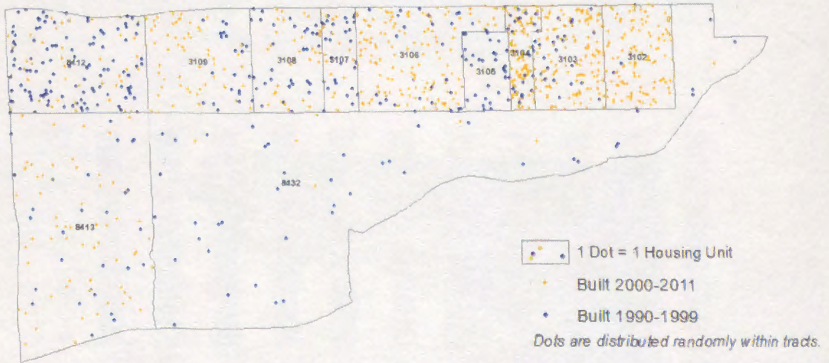 8412
3109
3108
3107
3106
3105
3104
3103
3102
8432
8413
1 Dot = 1 Housing Unit
Built 2000-2011
Built 1990-1999
Dots are distributed randomly within tracts.